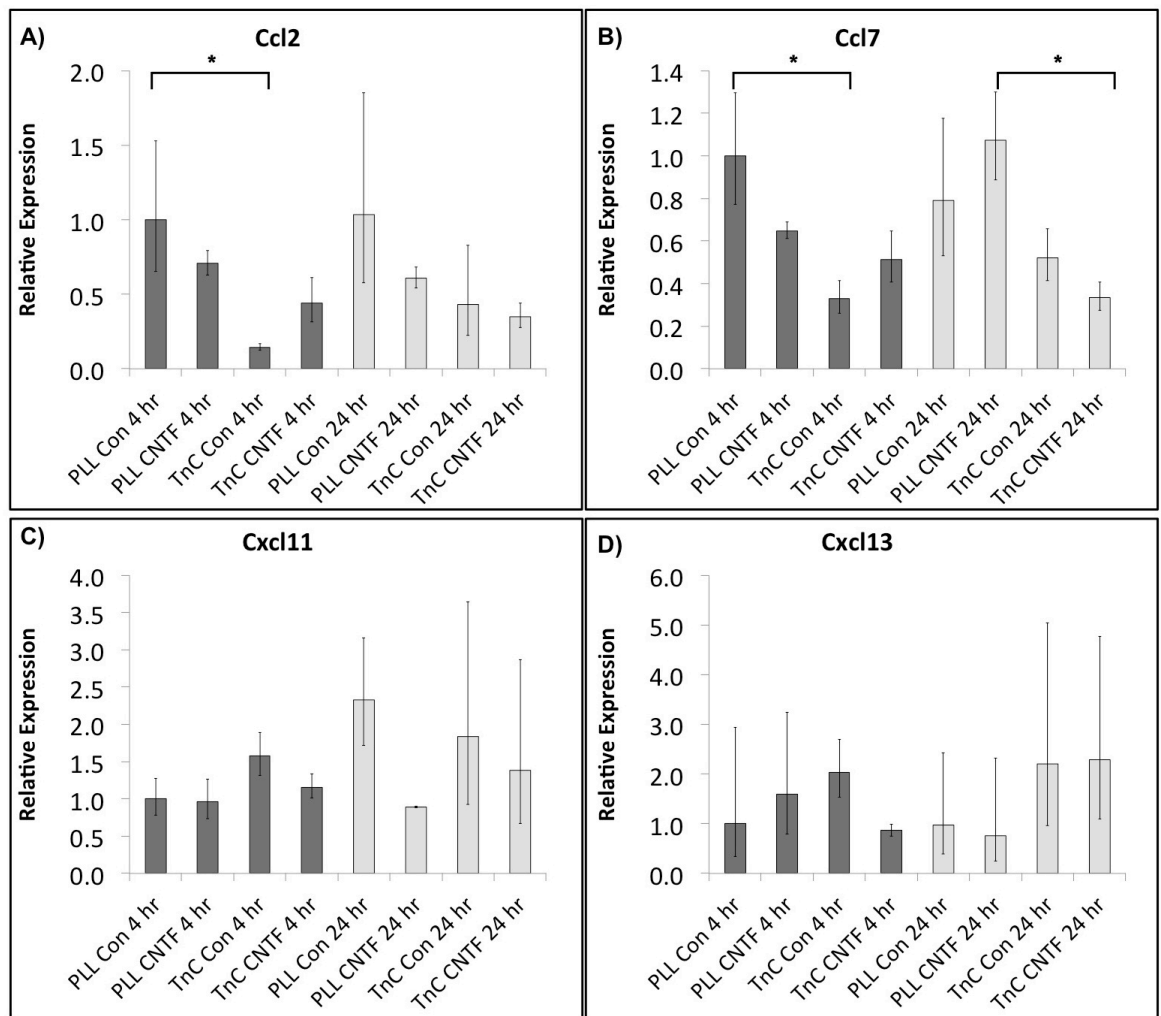 A)
Ccl2
*
Relative Expression
2.0
1.5
1.0
0.5
0.0
PLL Con 4 hr
PLL CNTF 4 hr
TnC Con 4 hr
TnC CNTF 4 hr
PLL Con 24 hr
PLL CNTF 24 hr
TnC Con 24 hr
TnC CNTF 24 hr
B)
Ccl7
*
*
Relative Expression
1.4
1.2
1.0
0.8
0.6
0.4
0.2
0.0
PLL Con 4 hr
PLL CNTF 4 hr
TnC Con 4 hr
TnC CNTF 4 hr
PLL Con 24 hr
PLL CNTF 24 hr
TnC Con 24 hr
TnC CNTF 24 hr
C)
Cxcl11
Relative Expression
4.0
3.5
3.0
2.5
2.0
1.5
1.0
0.5
0.0
PLL Con 4 hr
PLL CNTF 4 hr
TnC Con 4 hr
TnC CNTF 4 hr
PLL Con 24 hr
PLL CNTF 24 hr
TnC Con 24 hr
TnC CNTF 24 hr
D)
Cxcl13
Relative Expression
6.0
5.0
4.0
3.0
2.0
1.0
0.0
PLL Con 4 hr
PLL CNTF 4 hr
TnC Con 4 hr
TnC CNTF 4 hr
PLL Con 24 hr
PLL CNTF 24 hr
TnC Con 24 hr
TnC CNTF 24 hr